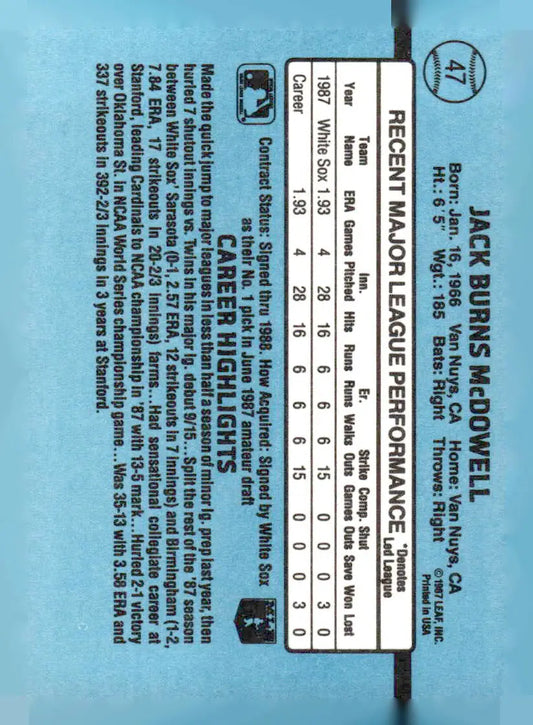 47
JACK BURNS McDOWELL
Born: Jan. 16, 1966 Van Nuys, CA Home: Van Nuys, CA
Ht.: 6' 5" Wgt.: 185 Bats: Right Throws: Right
© 1987 LEAF, INC.
Printed in USA
RECENT MAJOR LEAGUE PERFORMANCE
*Denotes
Led League
Year Team Name ERA Games Inn. Pitched Hits Runs Er. Runs Walks Strike Outs Comp. Games Shut Outs Save Won Lost
1987 White Sox 1.93 4 28 16 6 6 6 15 0 0 0 3 0
Career 1.93 4 28 16 6 6 6 15 0 0 0 3 0
Contract Status: Signed thru 1988. How Acquired: Signed by White Sox
as their No. 1 pick in June 1987 amateur draft
CAREER HIGHLIGHTS
Made the quick jump to major leagues in less than half a season of minor lg. prep last year, then
hurled 7 shutout innings vs. Twins in his major lg. debut 9/15...Split the rest of the '87 season
between White Sox' Sarasota (0-1, 2.57 ERA, 12 strikeouts in 7 innings) and Birmingham (1-2,
7.84 ERA, 17 strikeouts in 20-2/3 innings) farms...Had sensational collegiate career at
Stanford, leading Cardinals to NCAA championship in '87 with 13-5 mark...Hurled 2-1 victory
over Oklahoma St. in NCAA World Series championship game...Was 35-13 with 3.58 ERA and
337 strikeouts in 392-2/3 innings in 3 years at Stanford.